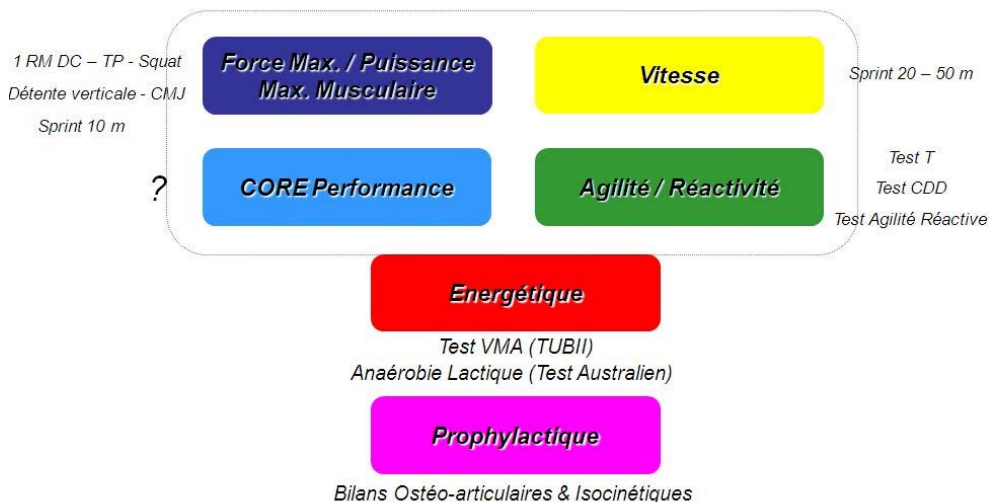 1 RM DC – TP - Squat
Détente verticale - CMJ
Sprint 10 m
Force Max. / Puissance
Max. Musculaire
Vitesse
Sprint 20 – 50 m
?
CORE Performance
Agilité / Réactivité
Test T
Test CDD
Test Agilité Réactive
Energétique
Test VMA (TUBII)
Anaérobie Lactique (Test Australien)
Prophylactique
Bilans Ostéo-articulaires & Isocinétiques